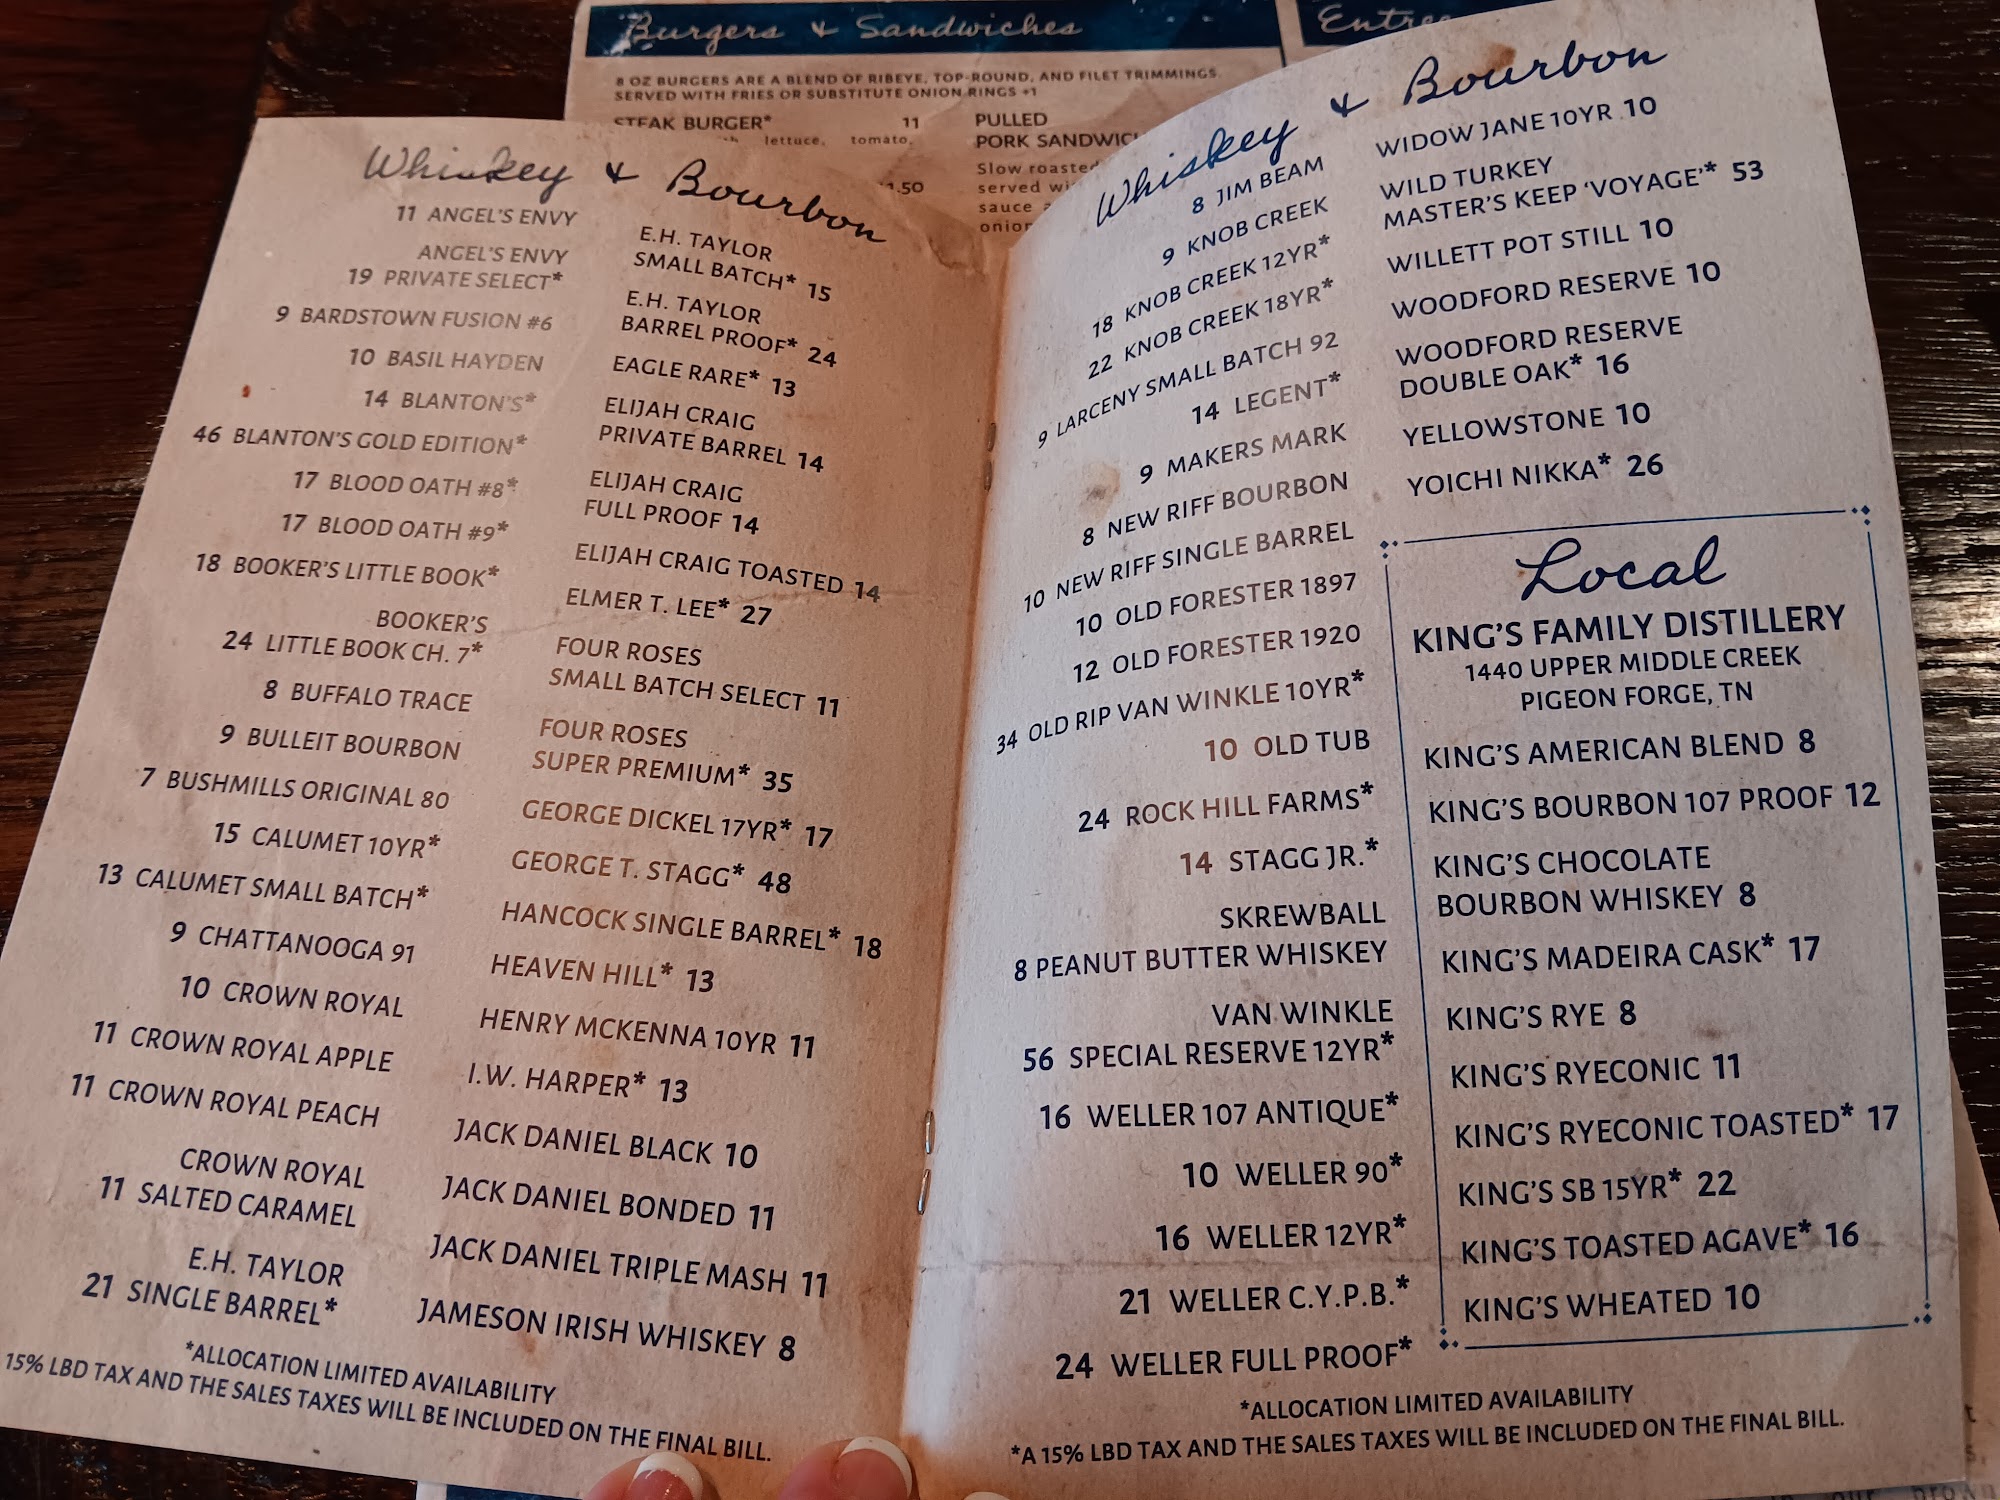 Burgers & Sandwiches
8 OZ BURGERS ARE A BLEND OF RIBEYE, TOP-ROUND, AND FILET TRIMMINGS.
SERVED WITH FRIES OR SUBSTITUTE ONION RINGS +1
STEAK BURGER* 11
lettuce, tomato,
1.50
PULLED
PORK SANDWICH
Slow roasted
served
sauce
onion
Whiskey & Bourbon
11 ANGEL'S ENVY
ANGEL'S ENVY
19 PRIVATE SELECT*
9 BARDSTOWN FUSION #6
10 BASIL HAYDEN
14 BLANTON'S*
46 BLANTON'S GOLD EDITION*
17 BLOOD OATH #8*
17 BLOOD OATH #9*
18 BOOKER'S LITTLE BOOK*
BOOKER'S
24 LITTLE BOOK CH. 7*
8 BUFFALO TRACE
9 BULLEIT BOURBON
7 BUSHMILLS ORIGINAL 80
15 CALUMET 10YR*
13 CALUMET SMALL BATCH*
9 CHATTANOOGA 91
10 CROWN ROYAL
11 CROWN ROYAL APPLE
11 CROWN ROYAL PEACH
CROWN ROYAL
11 SALTED CARAMEL
E.H. TAYLOR
21 SINGLE BARREL*
E.H. TAYLOR
SMALL BATCH* 15
E.H. TAYLOR
BARREL PROOF* 24
EAGLE RARE* 13
ELIJAH CRAIG
PRIVATE BARREL 14
ELIJAH CRAIG
FULL PROOF 14
ELIJAH CRAIG TOASTED 14
ELMER T. LEE* 27
FOUR ROSES
SMALL BATCH SELECT 11
FOUR ROSES
SUPER PREMIUM* 35
GEORGE DICKEL 17YR* 17
GEORGE T. STAGG* 48
HANCOCK SINGLE BARREL* 18
HEAVEN HILL* 13
HENRY MCKENNA 10YR 11
I.W. HARPER* 13
JACK DANIEL BLACK 10
JACK DANIEL BONDED 11
JACK DANIEL TRIPLE MASH 11
JAMESON IRISH WHISKEY 8
*ALLOCATION LIMITED AVAILABILITY
15% LBD TAX AND THE SALES TAXES WILL BE INCLUDED ON THE FINAL BILL.
Whiskey & Bourbon
8 JIM BEAM
9 KNOB CREEK
18 KNOB CREEK 12YR*
22 KNOB CREEK 18YR*
9 LARCENY SMALL BATCH 92
14 LEGENT*
9 MAKERS MARK
8 NEW RIFF BOURBON
10 NEW RIFF SINGLE BARREL
10 OLD FORESTER 1897
12 OLD FORESTER 1920
34 OLD RIP VAN WINKLE 10YR*
10 OLD TUB
24 ROCK HILL FARMS*
14 STAGG JR.*
SKREWBALL
8 PEANUT BUTTER WHISKEY
VAN WINKLE
56 SPECIAL RESERVE 12YR*
16 WELLER 107 ANTIQUE*
10 WELLER 90*
16 WELLER 12YR*
21 WELLER C.Y.P.B.*
24 WELLER FULL PROOF*
WIDOW JANE 10YR 10
WILD TURKEY
MASTER'S KEEP 'VOYAGE'* 53
WILLETT POT STILL 10
WOODFORD RESERVE 10
WOODFORD RESERVE
DOUBLE OAK* 16
YELLOWSTONE 10
YOICHI NIKKA* 26
Local
KING'S FAMILY DISTILLERY
1440 UPPER MIDDLE CREEK
PIGEON FORGE, TN
KING'S AMERICAN BLEND 8
KING'S BOURBON 107 PROOF 12
KING'S CHOCOLATE
BOURBON WHISKEY 8
KING'S MADEIRA CASK* 17
KING'S RYE 8
KING'S RYECONIC 11
KING'S RYECONIC TOASTED* 17
KING'S SB 15YR* 22
KING'S TOASTED AGAVE* 16
KING'S WHEATED 10
*ALLOCATION LIMITED AVAILABILITY
*A 15% LBD TAX AND THE SALES TAXES WILL BE INCLUDED ON THE FINAL BILL.